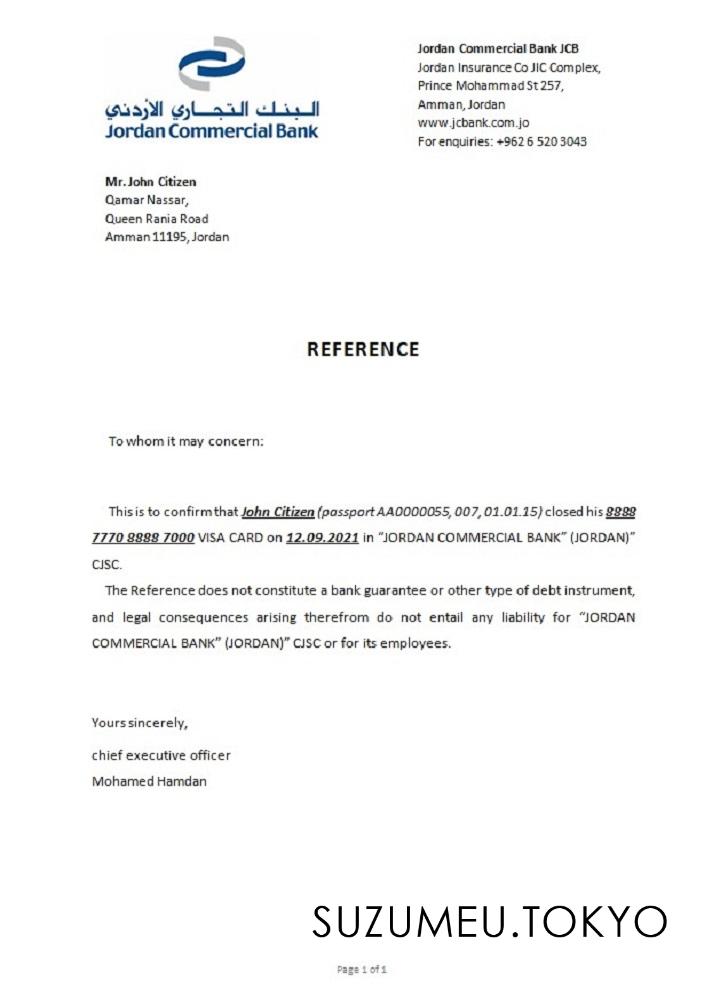 البنك التجاري الأردني
Jordan Commercial Bank
Jordan Commercial Bank JCB
Jordan Insurance Co JIC Complex,
Prince Mohammad St 257,
Amman, Jordan
www.jcbank.com.jo
For enquiries: +962 6 520 3043
Mr. John Citizen
Qamar Nassar,
Queen Rania Road
Amman 11195, Jordan
REFERENCE
To whom it may concern:
This is to confirm that John Citizen (passport AA0000055, 007, 01.01.15) closed his 8888
7770 8888 7000 VISA CARD on 12.09.2021 in “JORDAN COMMERCIAL BANK” (JORDAN)”
CJSC.
The Reference does not constitute a bank guarantee or other type of debt instrument,
and legal consequences arising therefrom do not entail any liability for “JORDAN
COMMERCIAL BANK” (JORDAN)” CJSC or for its employees.
Yours sincerely,
chief executive officer
Mohamed Hamdan
SUZUMEU.TOKYO
Page 1 of 1